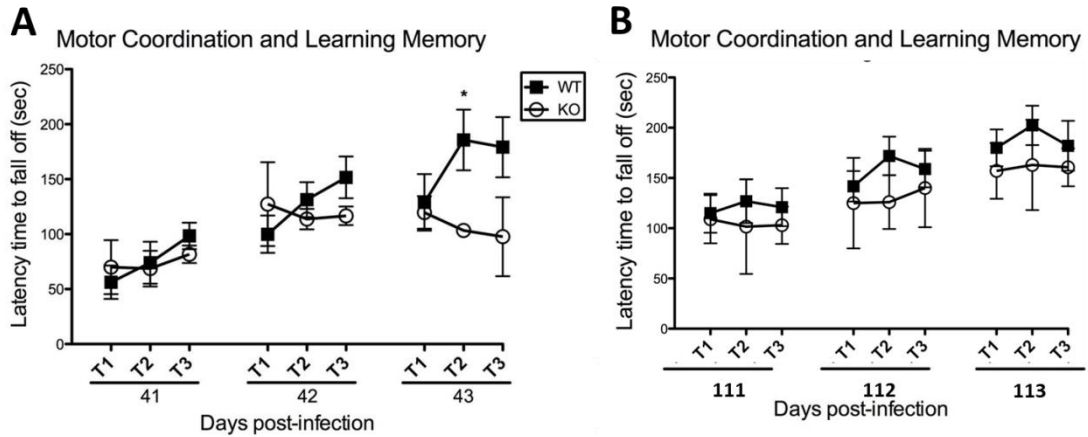 A
Motor Coordination and Learning Memory
Latency time to fall off (sec)
250
200
150
100
50
0
WT
KO
*
T1 T2 T3 T1 T2 T3 T1 T2 T3
41 42 43
Days post-infection
B
Motor Coordination and Learning Memory
Latency time to fall off (sec)
250
200
150
100
50
0
T1 T2 T3 T1 T2 T3 T1 T2 T3
111 112 113
Days post-infection